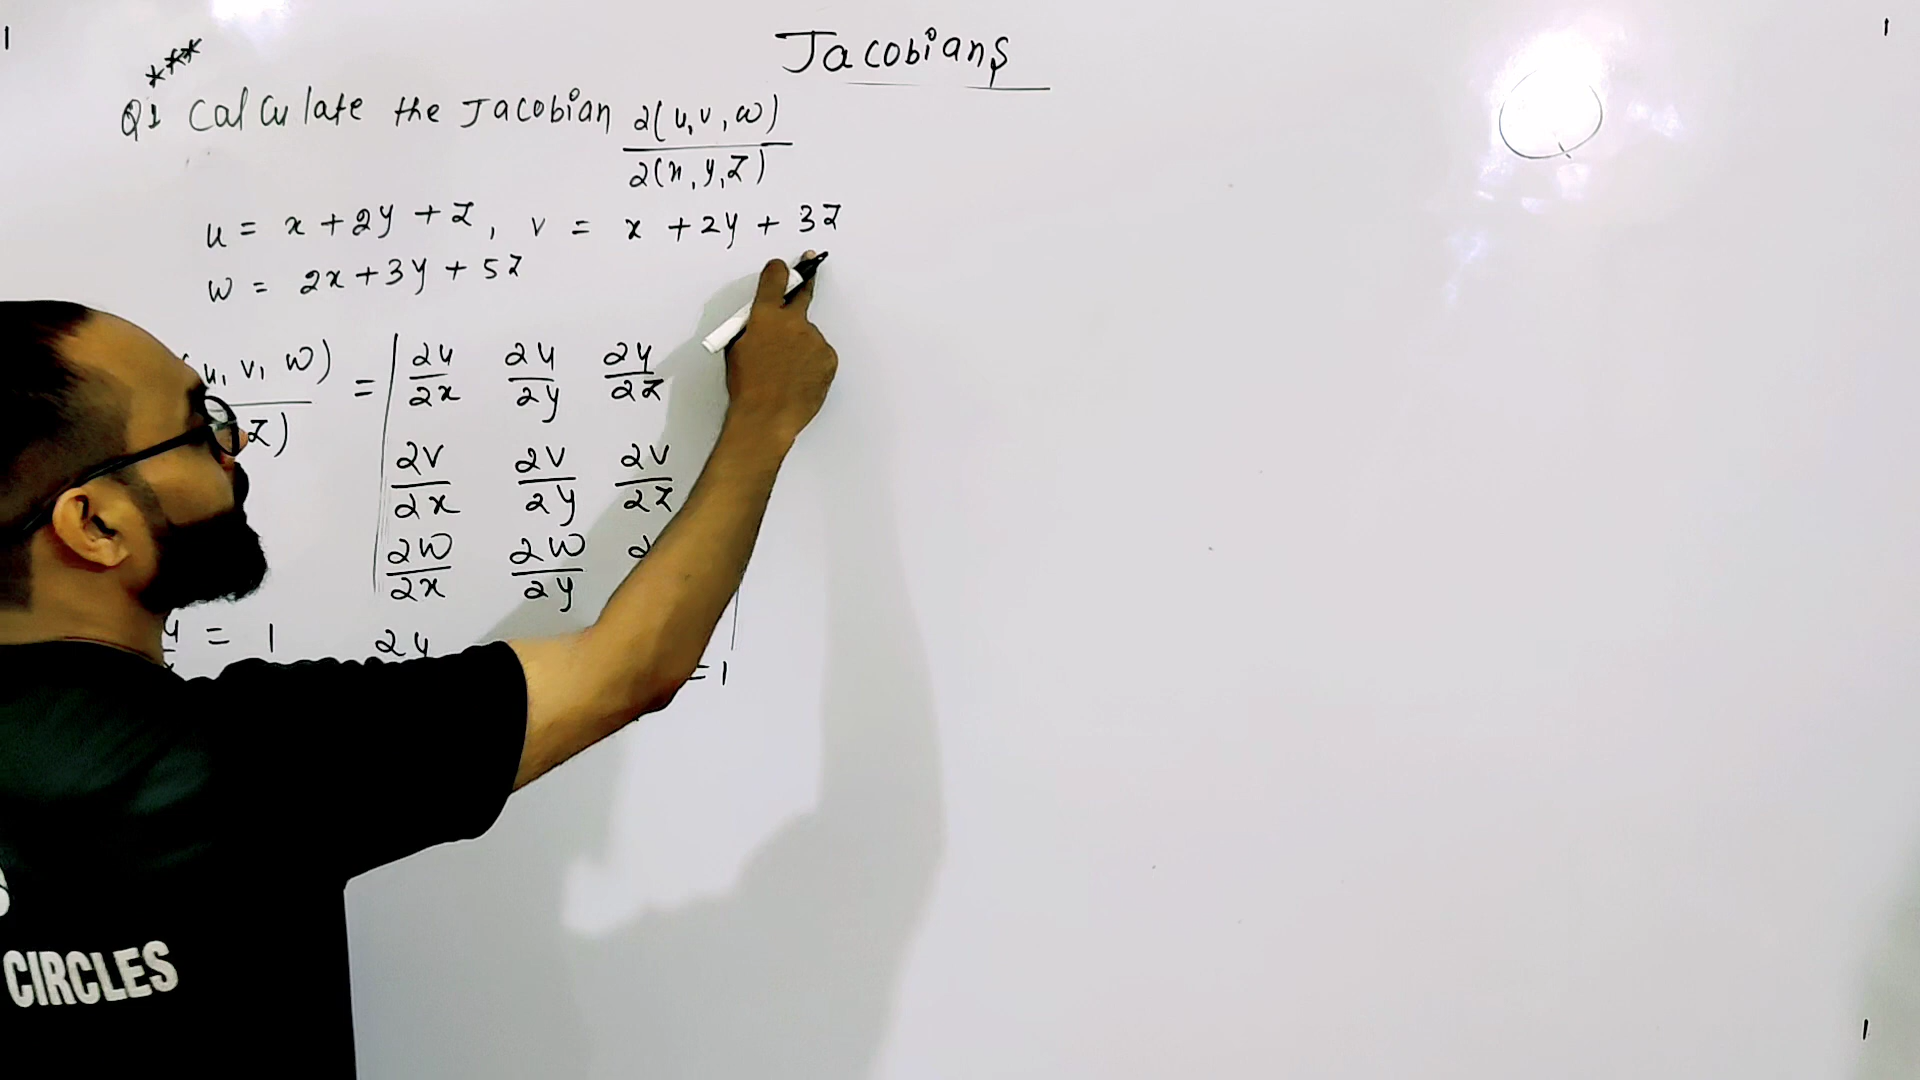 Jacobians
***
Q1 Calculate the Jacobian ∂(u,v,w)/∂(x,y,z)
u = x+2y+z, v = x+2y+3z
w = 2x+3y+5z
u, v, w) = | ∂u/∂x ∂u/∂y ∂u/∂z
z)
∂v/∂x ∂v/∂y ∂v/∂z
∂w/∂x ∂w/∂y ∂
u = 1 ∂u = 1
CIRCLES